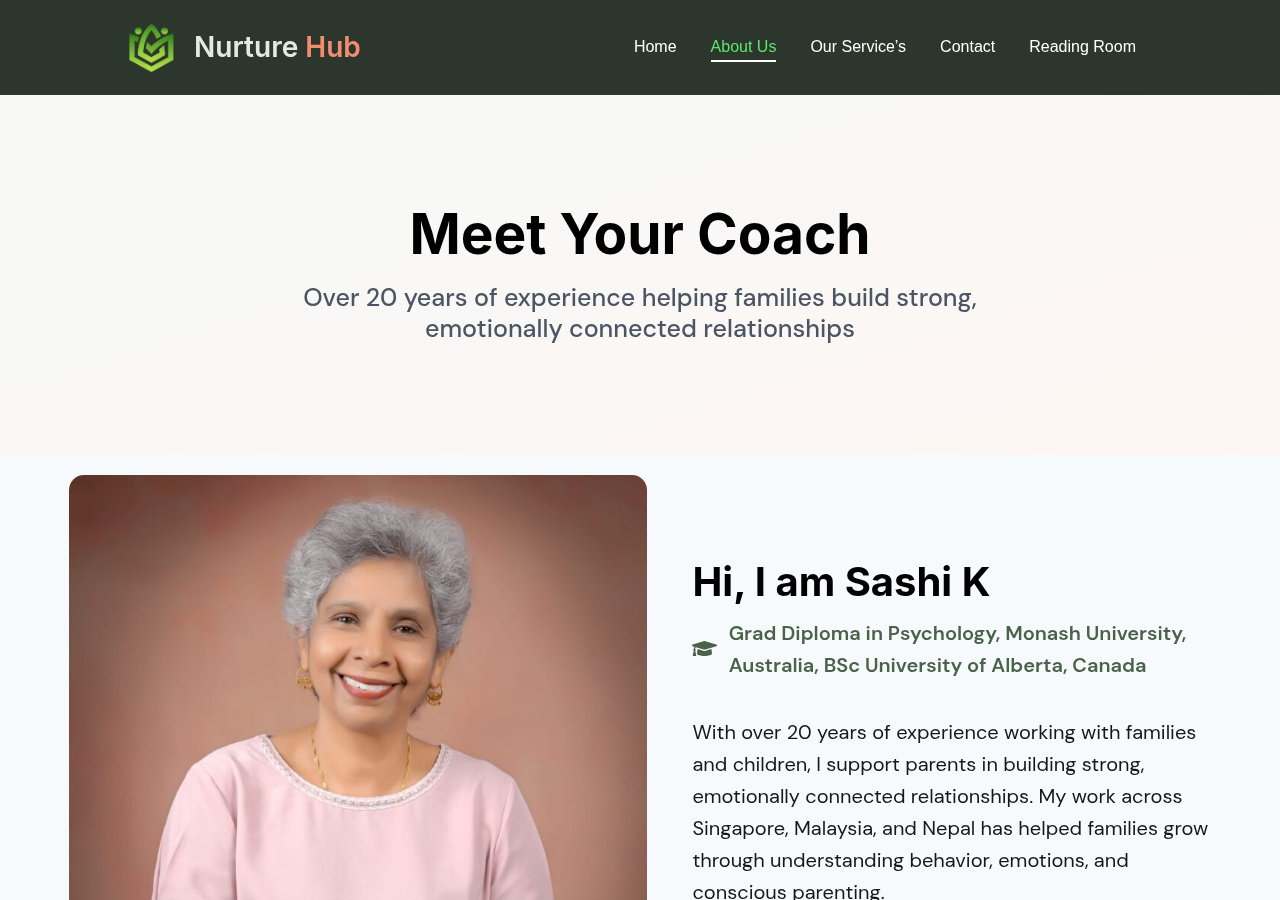 Nurture Hub
Home
About Us
Our Service's
Contact
Reading Room
Meet Your Coach
Over 20 years of experience helping families build strong,
emotionally connected relationships
Hi, I am Sashi K
Grad Diploma in Psychology, Monash University,
Australia, BSc University of Alberta, Canada
With over 20 years of experience working with families
and children, I support parents in building strong,
emotionally connected relationships. My work across
Singapore, Malaysia, and Nepal has helped families grow
through understanding behavior, emotions, and
conscious parenting.